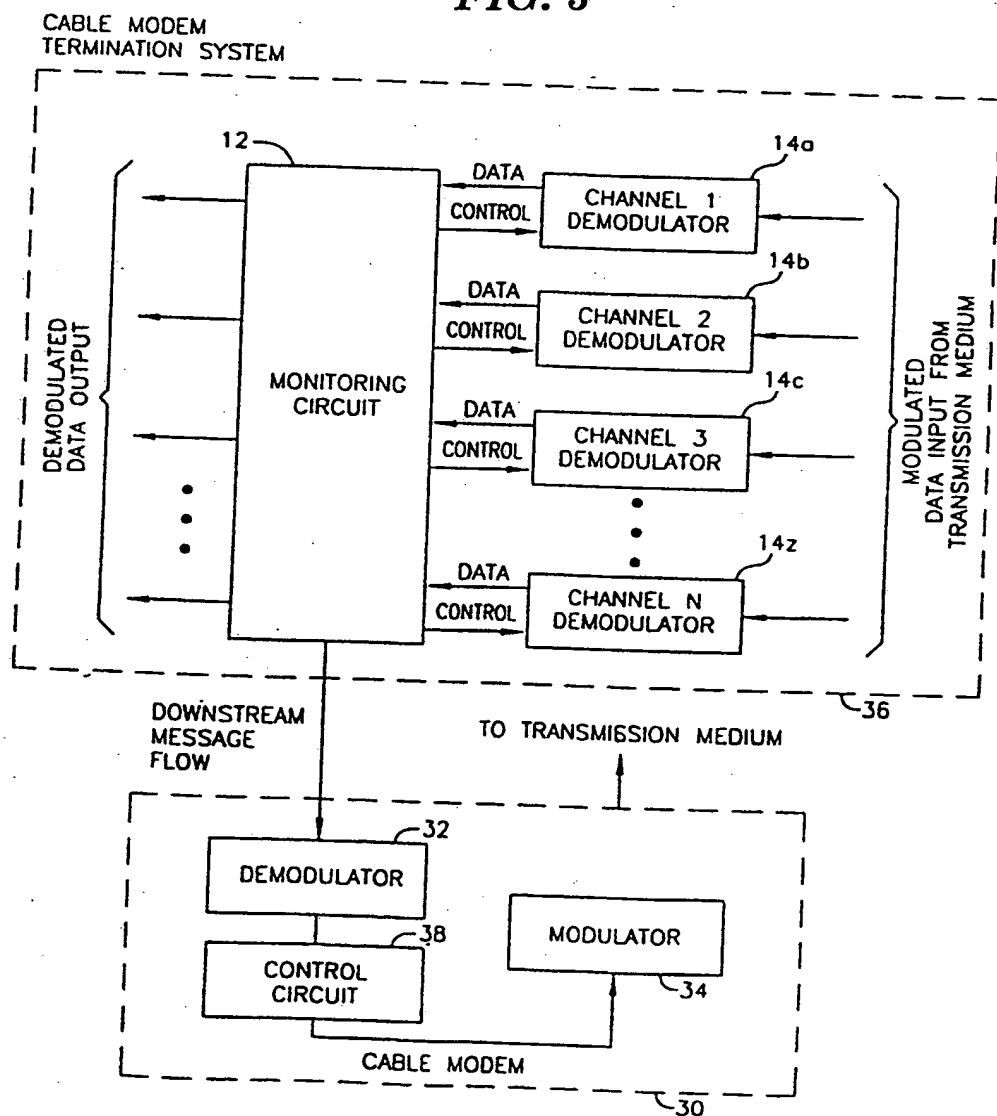 FIG. 3
CABLE MODEM
TERMINATION SYSTEM
12
14a
DATA
CONTROL
CHANNEL 1
DEMODULATOR
14b
DATA
CONTROL
CHANNEL 2
DEMODULATOR
MONITORING
CIRCUIT
14c
DATA
CONTROL
CHANNEL 3
DEMODULATOR
14z
DATA
CONTROL
CHANNEL N
DEMODULATOR
DEMODULATED
DATA OUTPUT
MODULATED
DATA INPUT FROM
TRANSMISSION MEDIUM
36
DOWNSTREAM
MESSAGE
FLOW
TO TRANSMISSION MEDIUM
32
DEMODULATOR
38
CONTROL
CIRCUIT
MODULATOR
34
CABLE MODEM
30